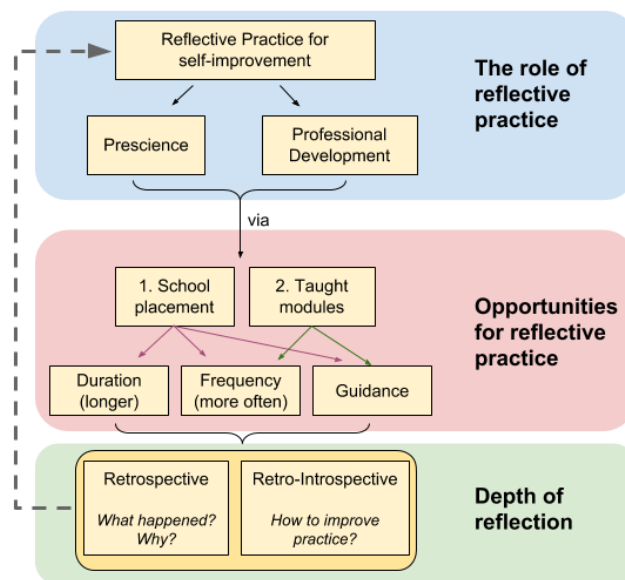 Reflective Practice for
self-improvement
The role of
reflective
practice
Prescience
Professional
Development
via
1. School
placement
2. Taught
modules
Opportunities
for reflective
practice
Duration
(longer)
Frequency
(more often)
Guidance
Retrospective
What happened?
Why?
Retro-Introspective
How to improve
practice?
Depth of
reflection